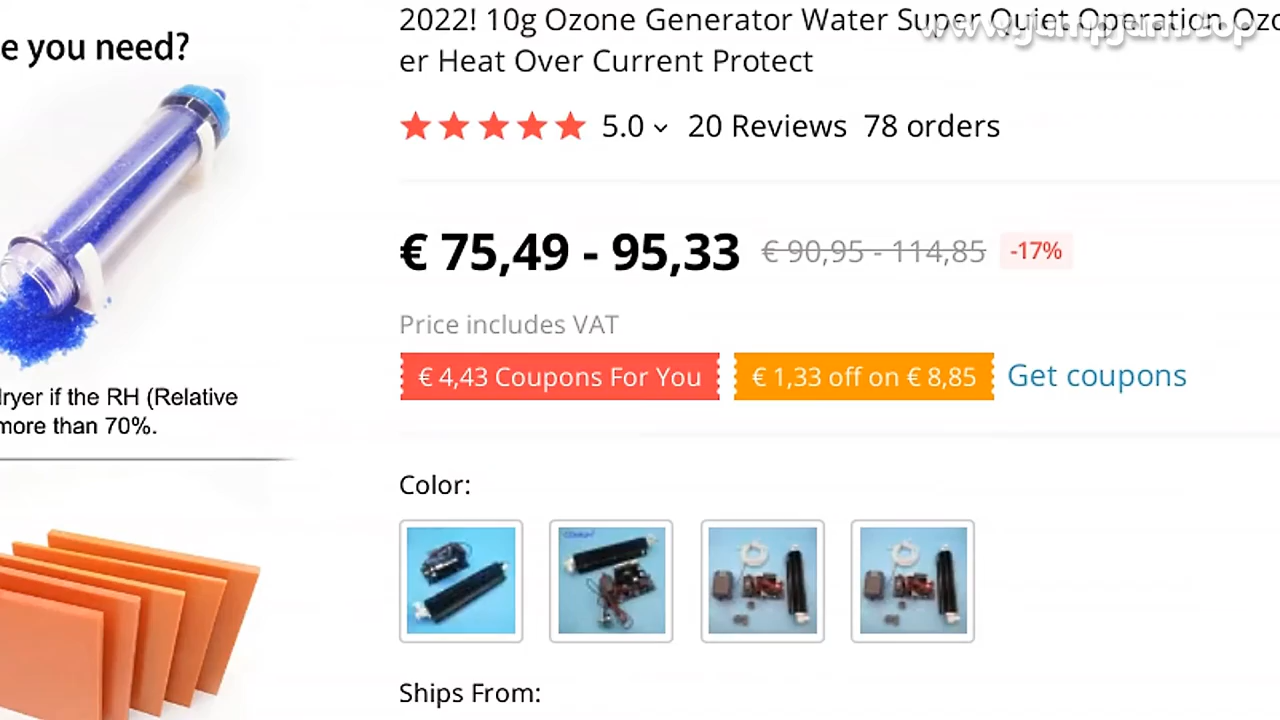 e you need?
2022! 10g Ozone Generator Water Super Quiet Operation Ozo
er Heat Over Current Protect
5.0 20 Reviews 78 orders
€ 75,49 - 95,33 € 90,95 - 114,85 -17%
Price includes VAT
€ 4,43 Coupons For You € 1,33 off on € 8,85 Get coupons
dryer if the RH (Relative
more than 70%.
Color:
Ships From: